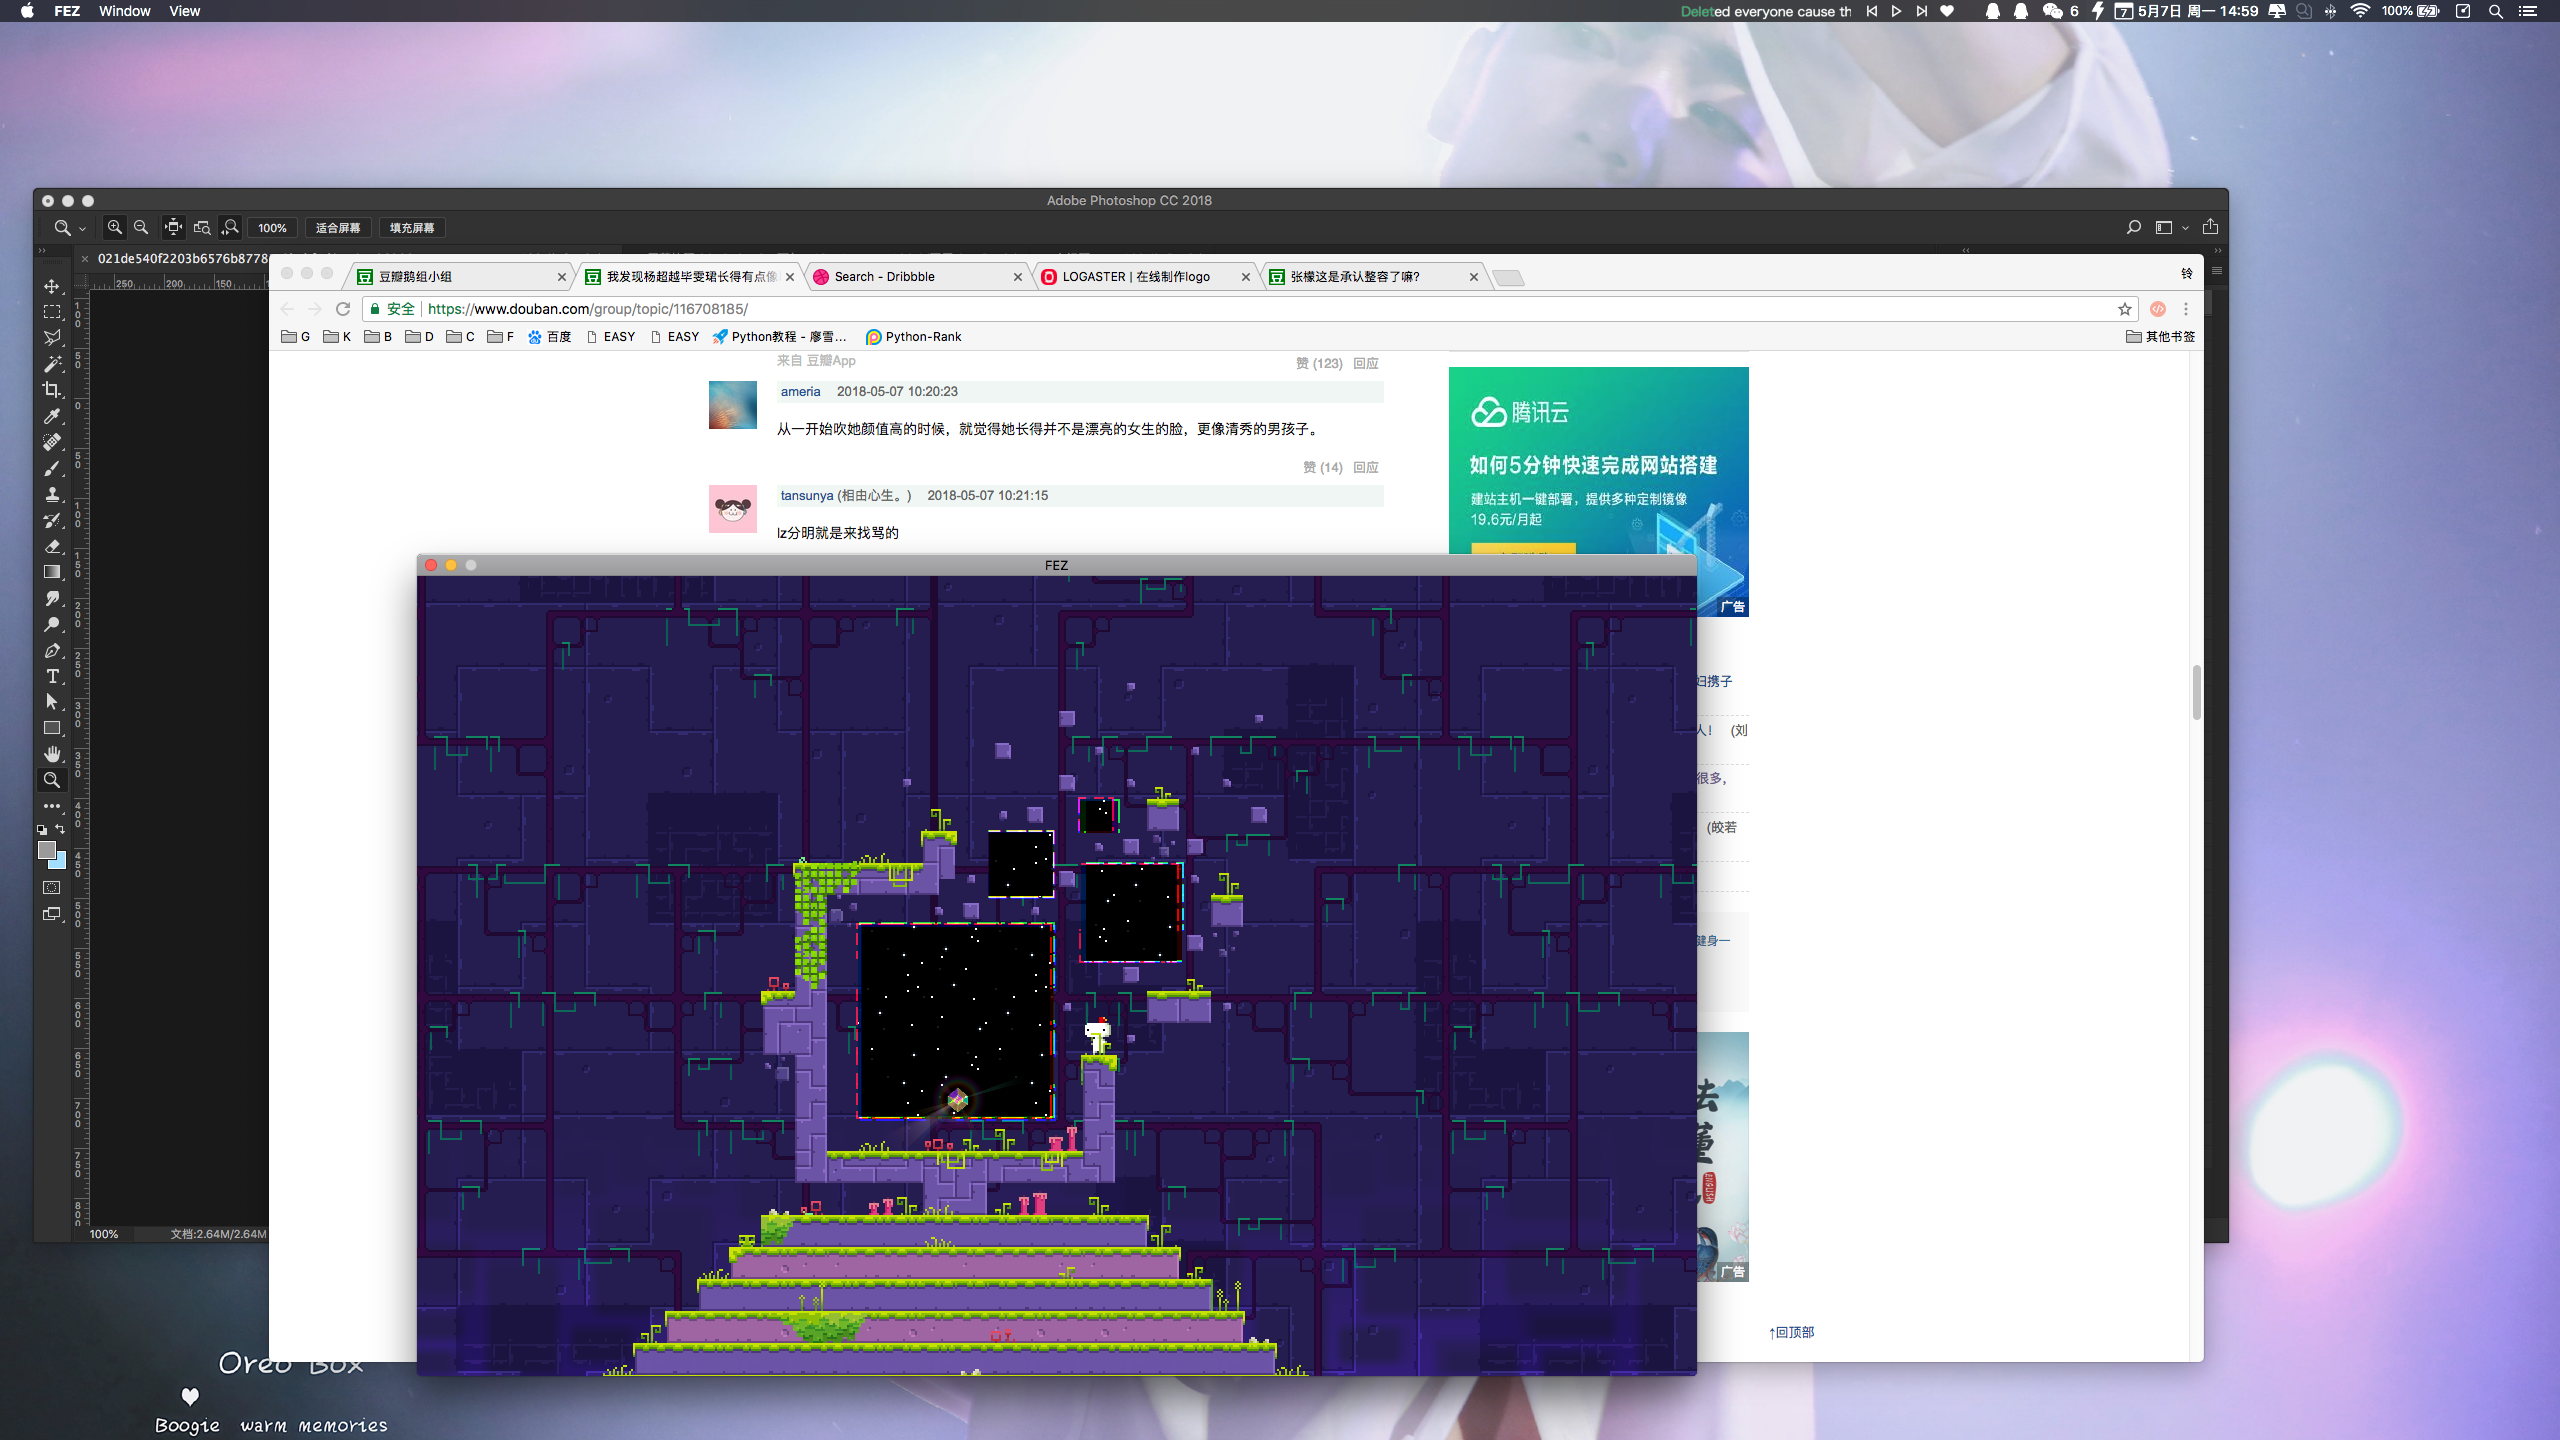 FEZ Window View
Deleted everyone cause th
6
7
5月7日 周一 14:59
100%
Adobe Photoshop CC 2018
100% 适合屏幕 填充屏幕
021de540f2203b6576b8778
豆瓣鹅组小组
我发现杨超越毕雯珺长得有点像
Search - Dribbble
LOGASTER | 在线制作logo
张檬这是承认整容了嘛?
铃
安全 https://www.douban.com/group/topic/116708185/
G K B D C F 百度 EASY EASY Python教程 - 廖雪... Python-Rank 其他书签
来自 豆瓣App
赞 (123) 回应
ameria 2018-05-07 10:20:23
从一开始吹她颜值高的时候，就觉得她长得并不是漂亮的女生的脸，更像清秀的男孩子。
赞 (14) 回应
tansunya (相由心生。) 2018-05-07 10:21:15
lz分明就是来找骂的
腾讯云
如何5分钟快速完成网站搭建
建站主机一键部署，提供多种定制镜像
19.6元/月起
广告
FEZ
妇携子
人! (刘
很多,
(皎若
健身一
广告
↑回顶部
250 200 150
100%
文档:2.64M/2.64M
Oreo Box
Boogie warm memories